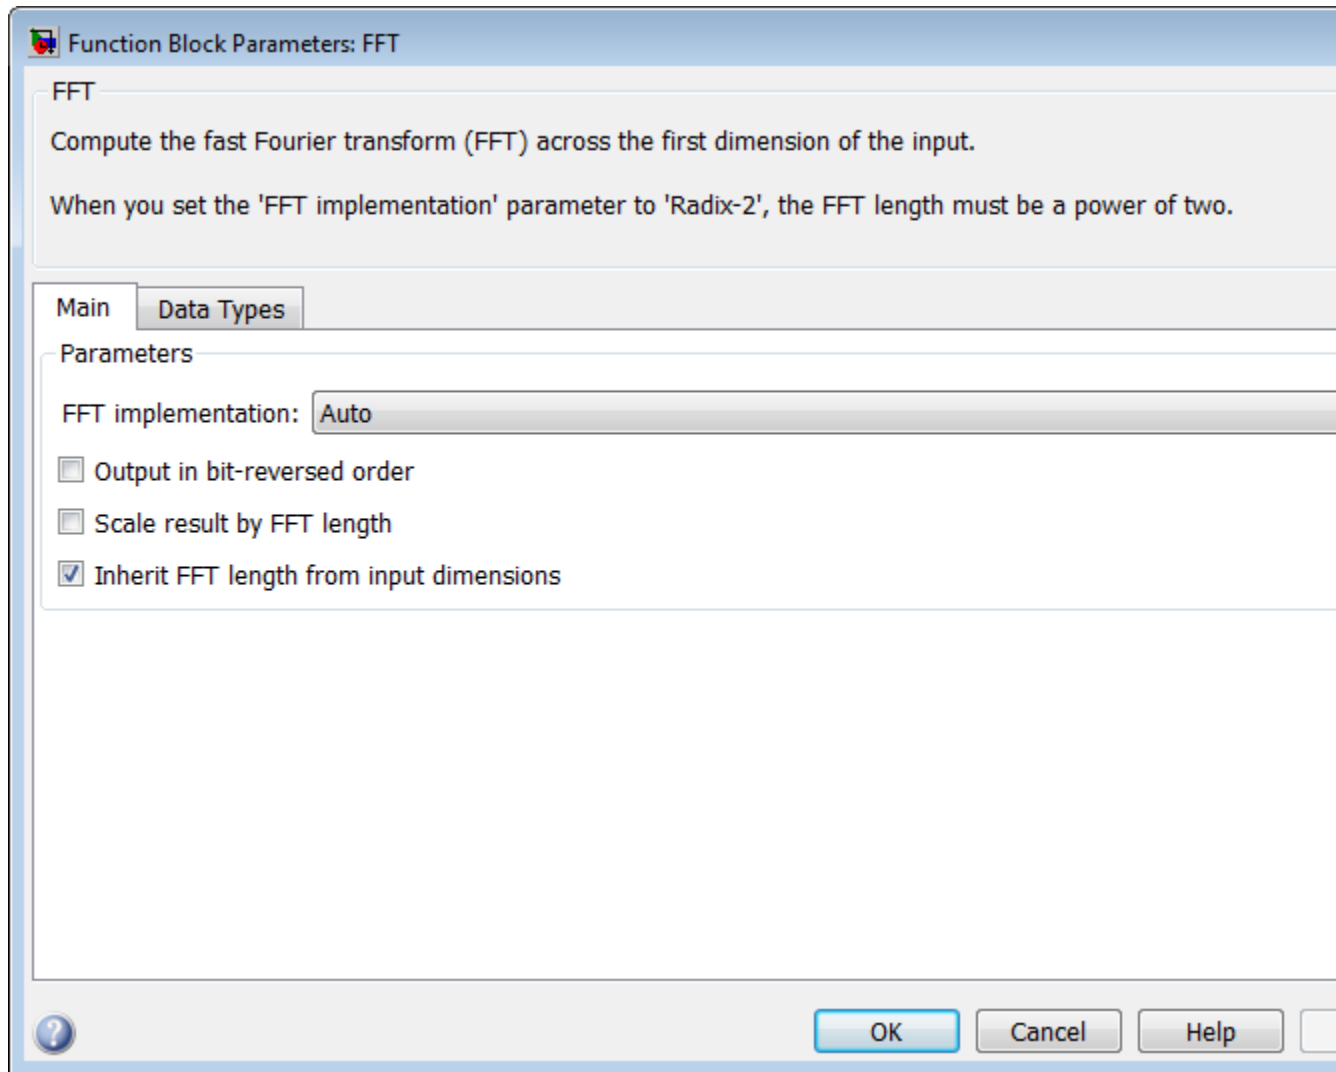 Function Block Parameters: FFT
FFT
Compute the fast Fourier transform (FFT) across the first dimension of the input.
When you set the 'FFT implementation' parameter to 'Radix-2', the FFT length must be a power of two.
Main
Data Types
Parameters
FFT implementation: Auto
Output in bit-reversed order
Scale result by FFT length
Inherit FFT length from input dimensions
?
OK
Cancel
Help